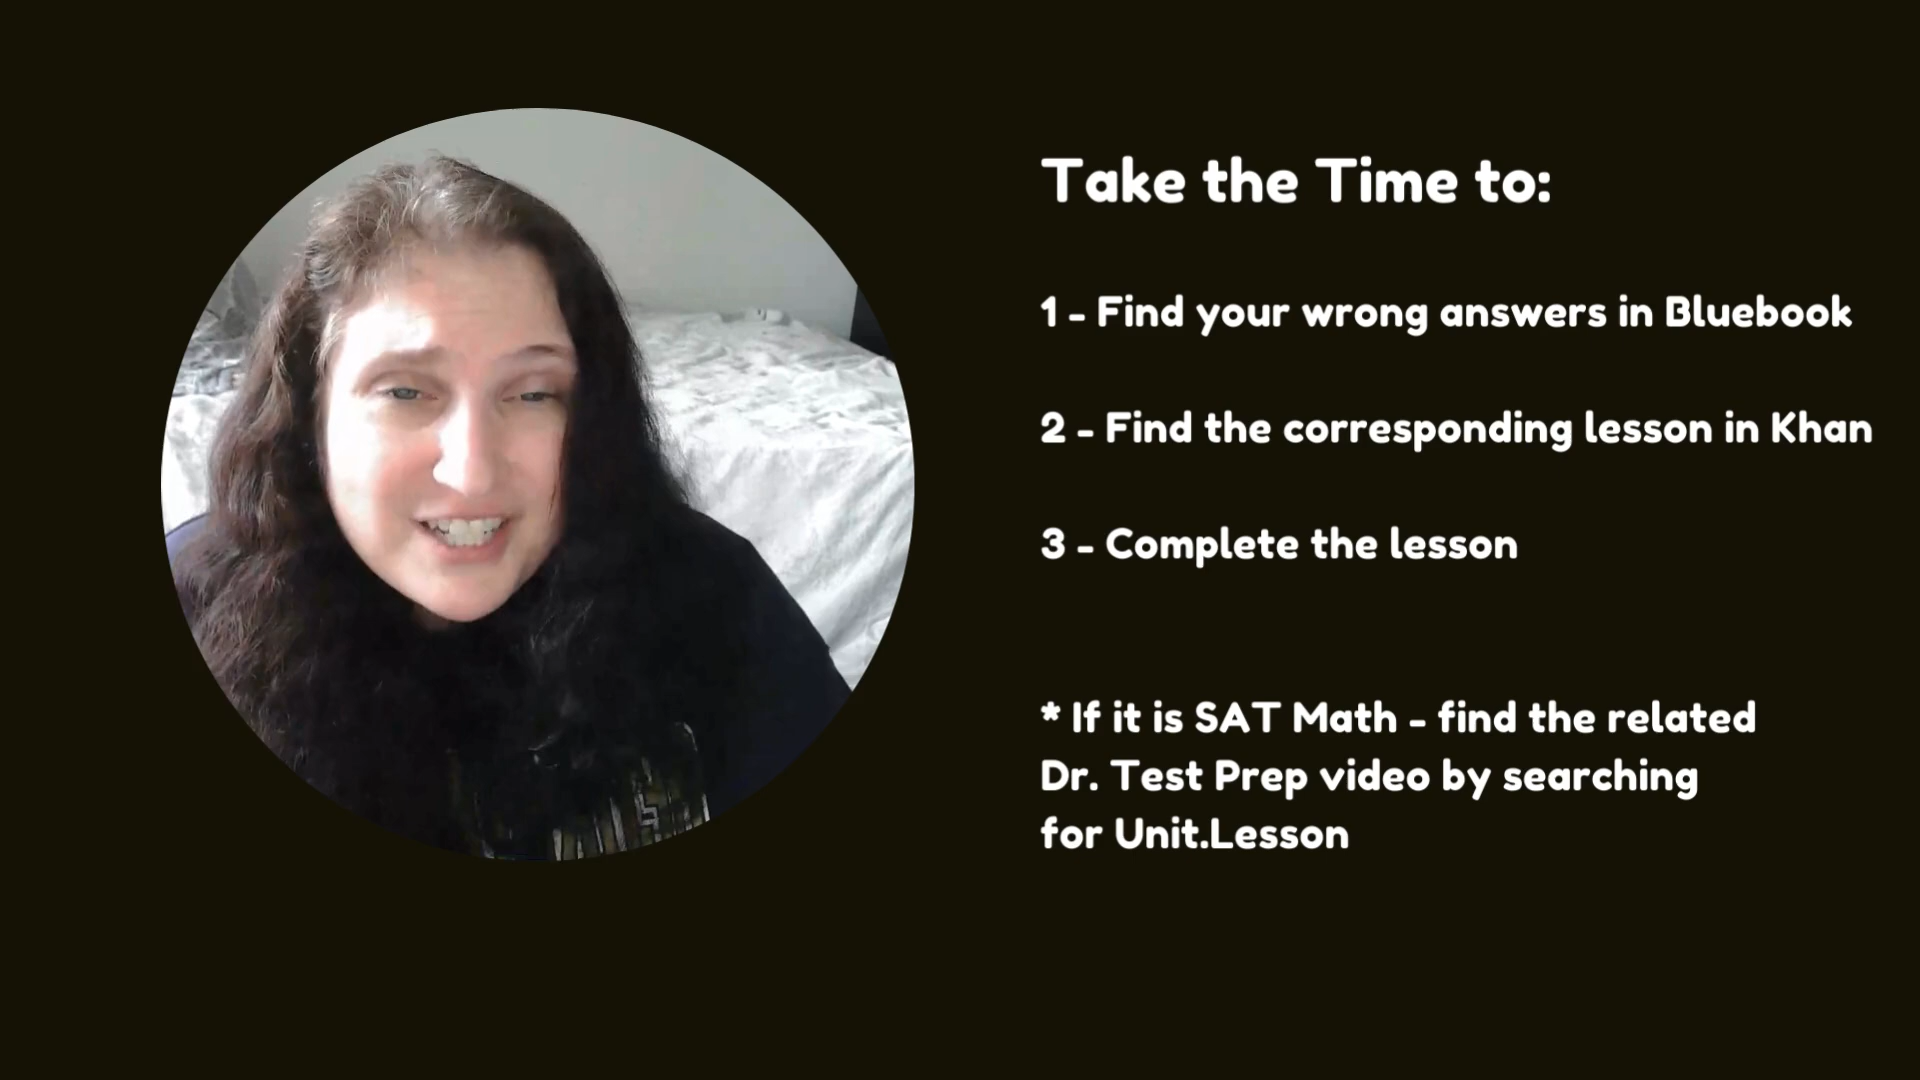 Take the Time to:
1 - Find your wrong answers in Bluebook
2 - Find the corresponding lesson in Khan
3 - Complete the lesson
* If it is SAT Math - find the related
Dr. Test Prep video by searching
for Unit.Lesson